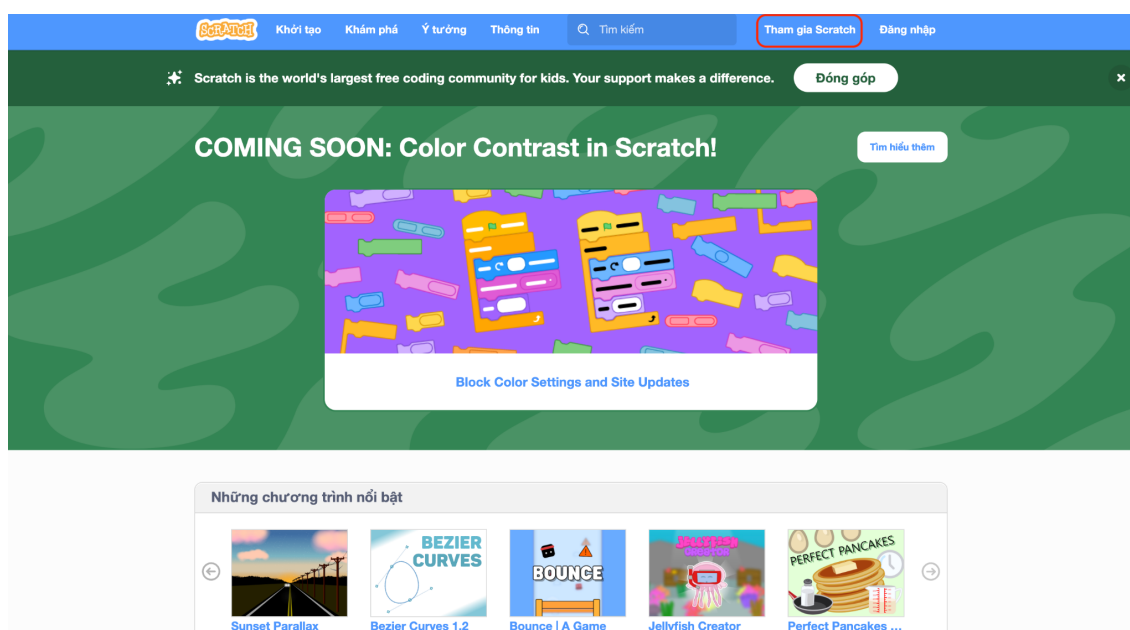 SCRATCH Khởi tạo Khám phá Ý tưởng Thông tin Tìm kiếm Tham gia Scratch Đăng nhập
Scratch is the world's largest free coding community for kids. Your support makes a difference. Đóng góp
COMING SOON: Color Contrast in Scratch! Tìm hiểu thêm
Block Color Settings and Site Updates
Những chương trình nổi bật
BEZIER
CURVES
BOUNCE
Jellyfish
Creator
PERFECT PANCAKES
Sunset Parallax Bezier Curves 1.2 Bounce | A Game Jellyfish Creator Perfect Pancakes ...